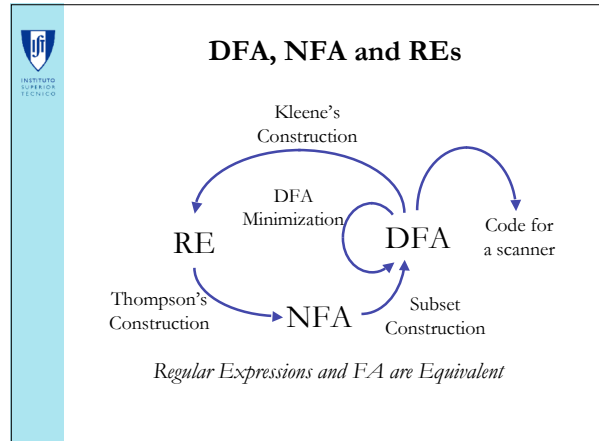 INSTITUTO
SUPERIOR
TÉCNICO
DFA, NFA and REs
Kleene's
Construction
DFA
Minimization
RE
DFA
Code for
a scanner
Thompson's
Construction
NFA
Subset
Construction
Regular Expressions and FA are Equivalent